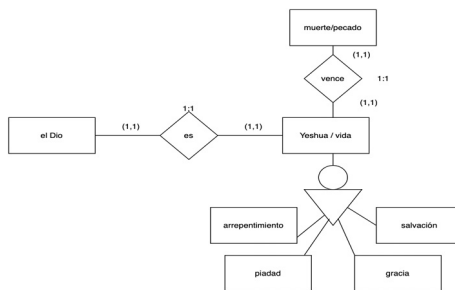 muerte/pecado
(1,1)
vence
1:1
(1,1)
1:1
el Dio
(1,1)
es
(1,1)
Yeshua / vida
arrepentimiento
salvación
piadad
gracia